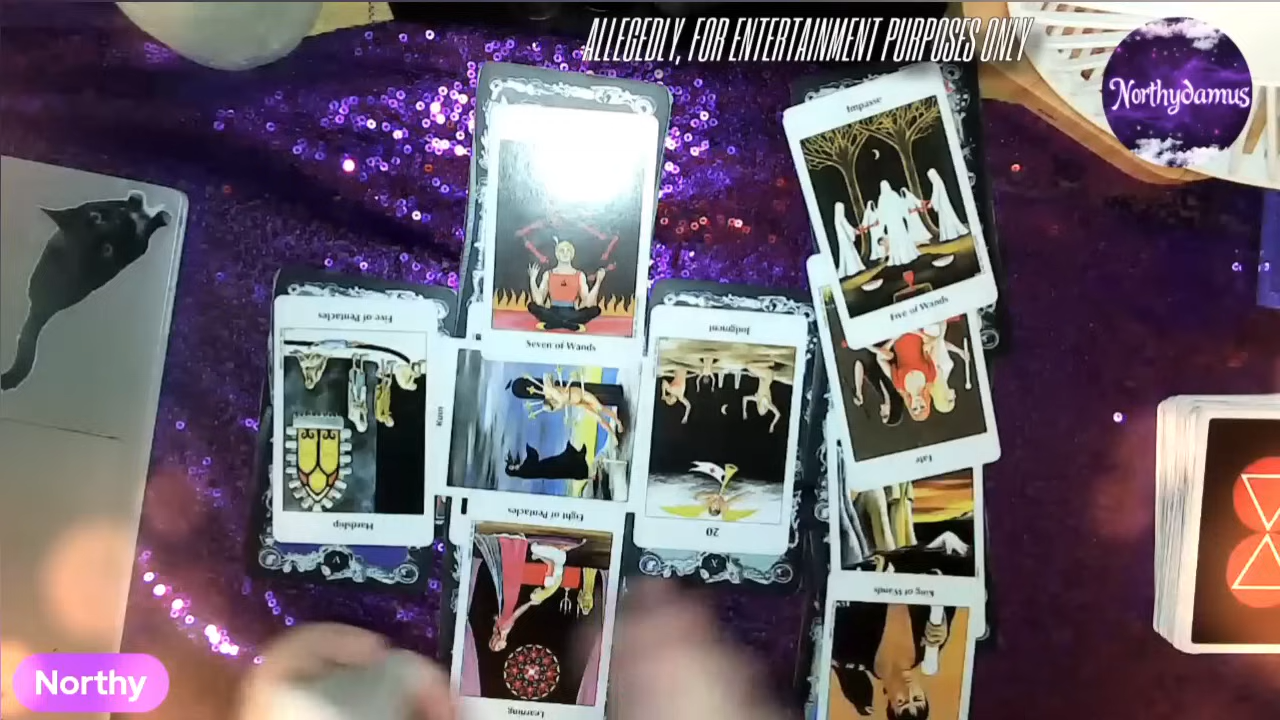 ALLEGEDLY, FOR ENTERTAINMENT PURPOSES ONLY
Northydamus
Impasse
Five of Wands
Seven of Wands
Five of Pentacles
Hardship
Judgment
20
Ruin
Eight of Pentacles
Learning
Fate
King of Wands
V
V
Northy